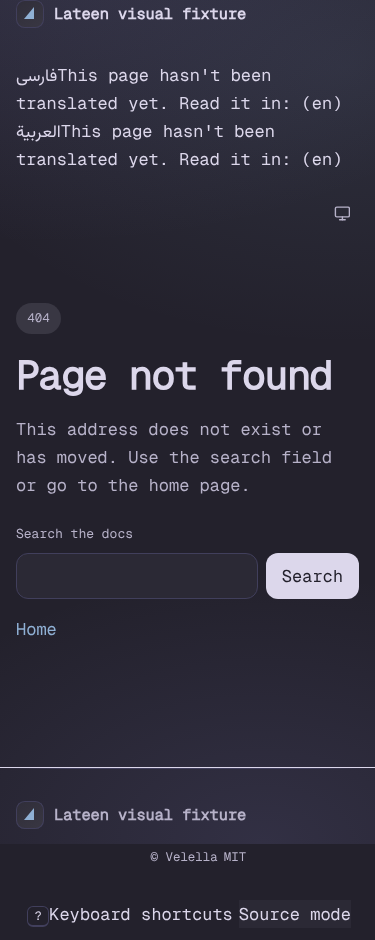 Lateen visual fixture
فارسیThis page hasn't been
translated yet. Read it in: (en)
العربيةThis page hasn't been
translated yet. Read it in: (en)
404
Page not found
This address does not exist or
has moved. Use the search field
or go to the home page.
Search the docs
Search
Home
Lateen visual fixture
© Velella MIT
? Keyboard shortcuts Source mode